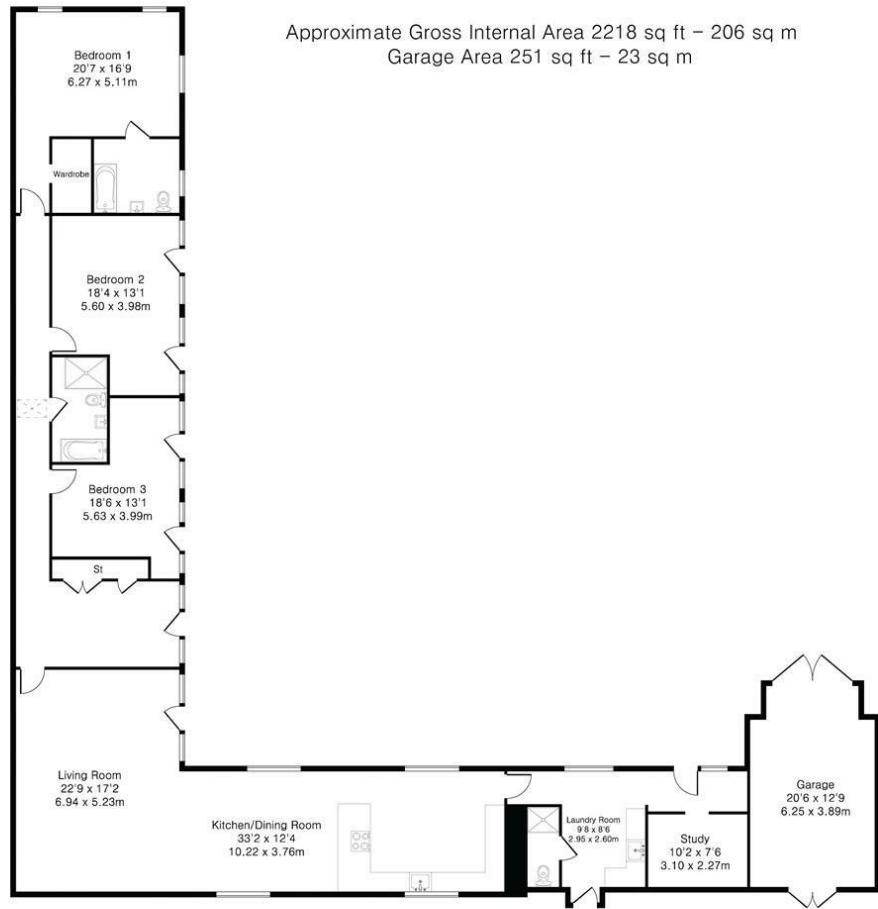 Approximate Gross Internal Area 2218 sq ft - 206 sq m
Garage Area 251 sq ft - 23 sq m
Bedroom 1
20'7 x 16'9
6.27 x 5.11m
Wardrobe
Bedroom 2
18'4 x 13'1
5.60 x 3.98m
Bedroom 3
18'6 x 13'1
5.63 x 3.99m
St
Living Room
22'9 x 17'2
6.94 x 5.23m
Kitchen/Dining Room
33'2 x 12'4
10.22 x 3.76m
Laundry Room
9'8 x 8'6
2.95 x 2.60m
Study
10'2 x 7'6
3.10 x 2.27m
Garage
20'6 x 12'9
6.25 x 3.89m